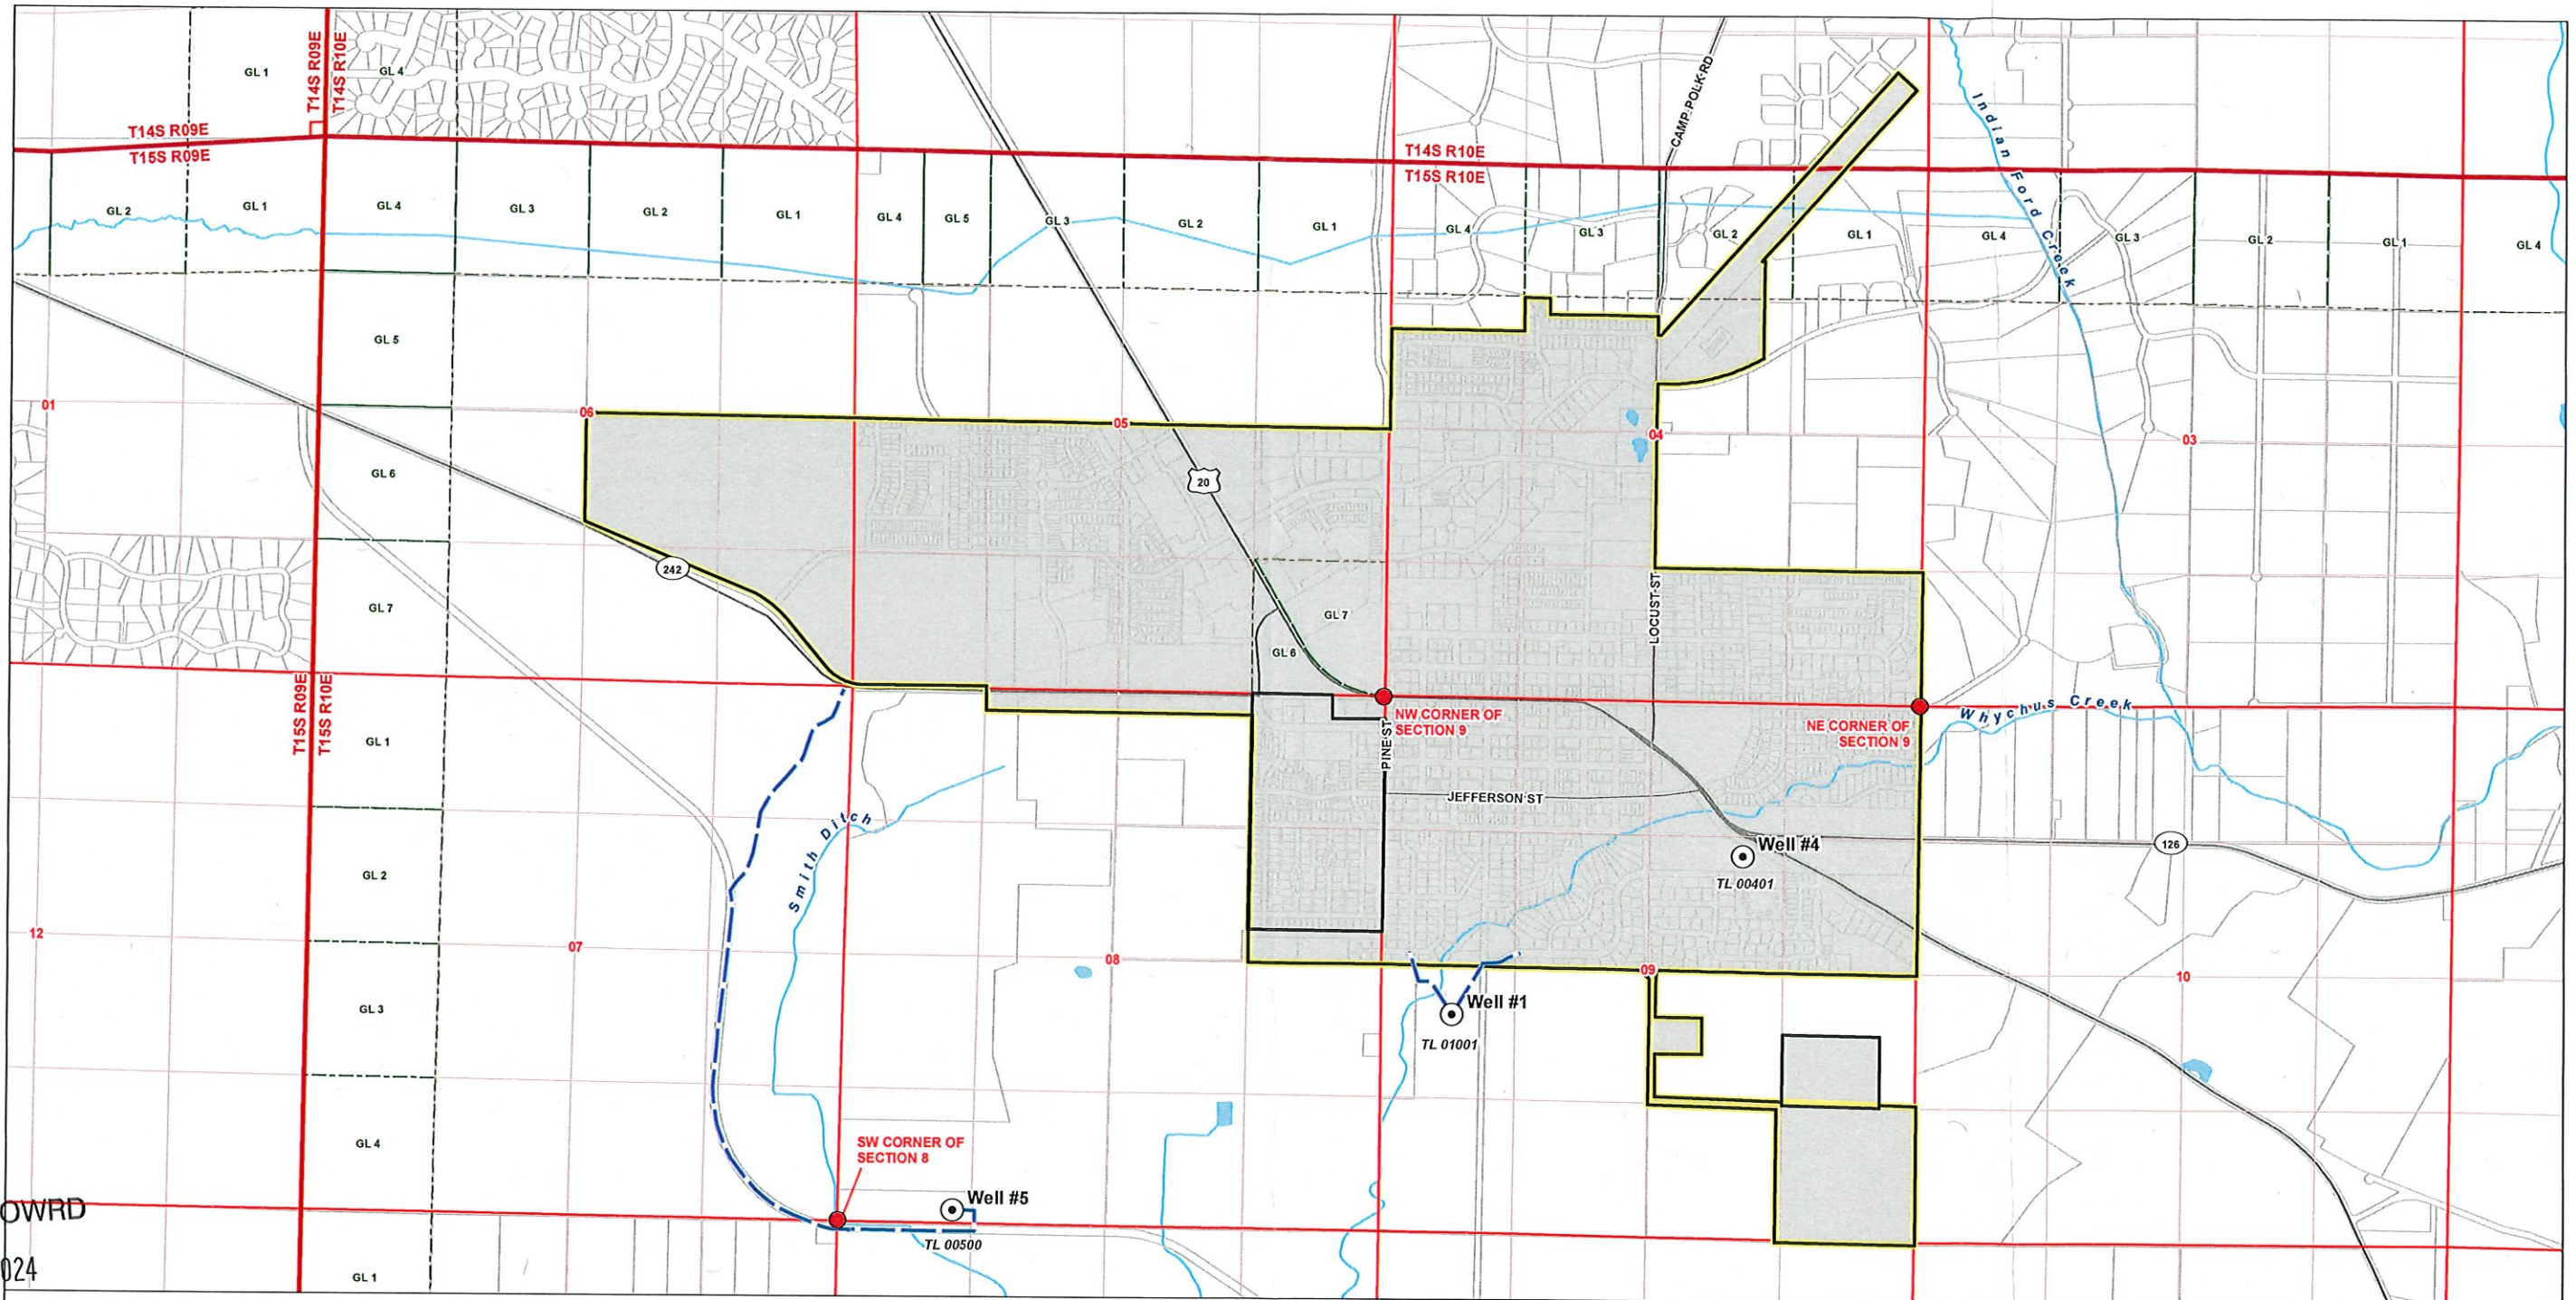 T14S R09E
T14S R10E
GL 1
GL 4
CAMP POLK RD
Indian Ford Creek
T14S R09E
T15S R09E
T14S R10E
T15S R10E
GL 2
GL 1
GL 4
GL 3
GL 2
GL 1
GL 4
GL 5
GL 3
GL 2
GL 1
GL 4
GL 3
GL 2
GL 1
GL 4
GL 3
GL 2
GL 1
GL 4
GL 5
01
06
05
04
03
GL 6
20
242
GL 7
GL 7
GL 6
LOCUST ST
T15S R09E
T15S R10E
NW CORNER OF
SECTION 9
PINE ST
NE CORNER OF
SECTION 9
Whychus Creek
GL 1
JEFFERSON ST
Smith Ditch
Well #4
TL 00401
126
GL 2
12
07
08
09
10
GL 3
Well #1
TL 01001
GL 4
SW CORNER OF
SECTION 8
Well #5
TL 00500
OWRD
024
GL 1